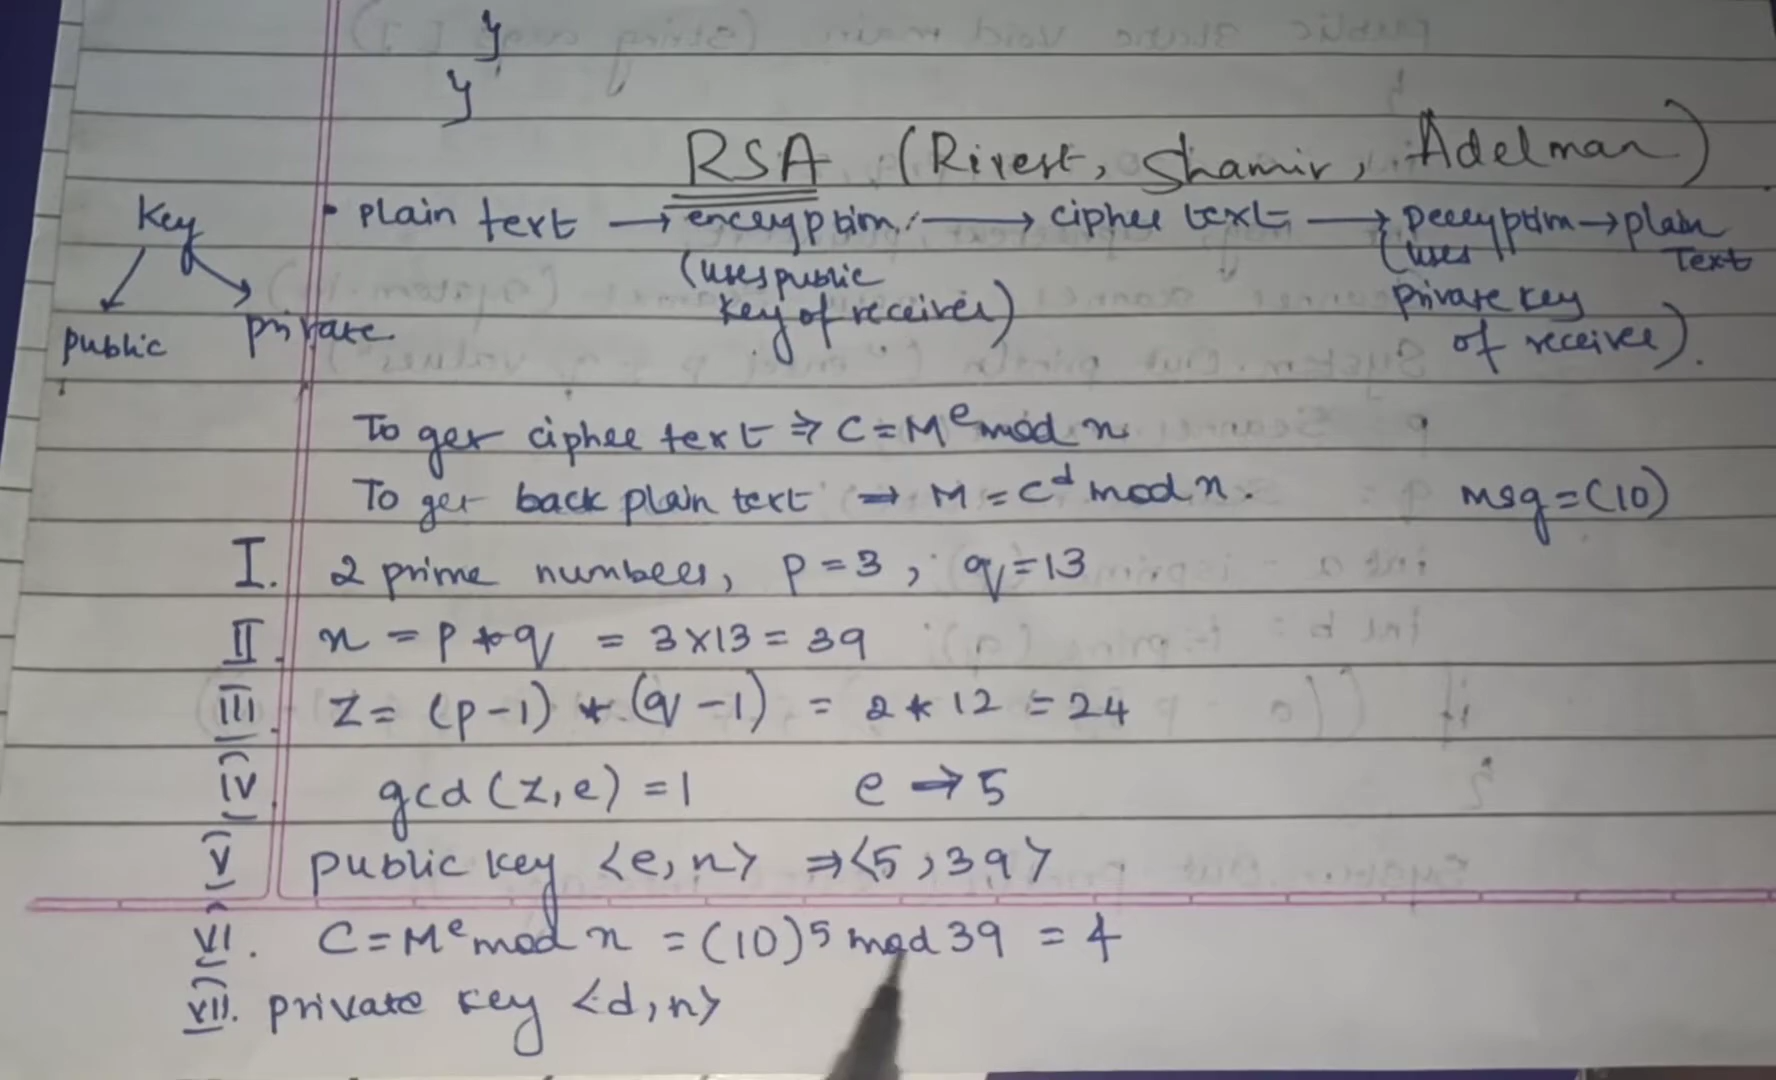 y
y
RSA (Rivest, Shamir, Adelman)
Key
public private
• plain text → encryption → cipher text → Decryption → plain Text
(uses public key of receiver)
(uses private key of receiver).
To get cipher text ⇒ C = M^e mod n
To get back plain text → M = C^d mod n.
msg = (10)
I. 2 prime numbers, p = 3, q = 13
II. n = p * q = 3 × 13 = 39
III. z = (p-1) * (q-1) = 2 * 12 = 24
IV. gcd (z, e) = 1 e → 5
V. public key <e, n> ⇒ <5, 39>
VI. C = M^e mod n = (10)^5 mod 39 = 4
VII. private key <d, n>